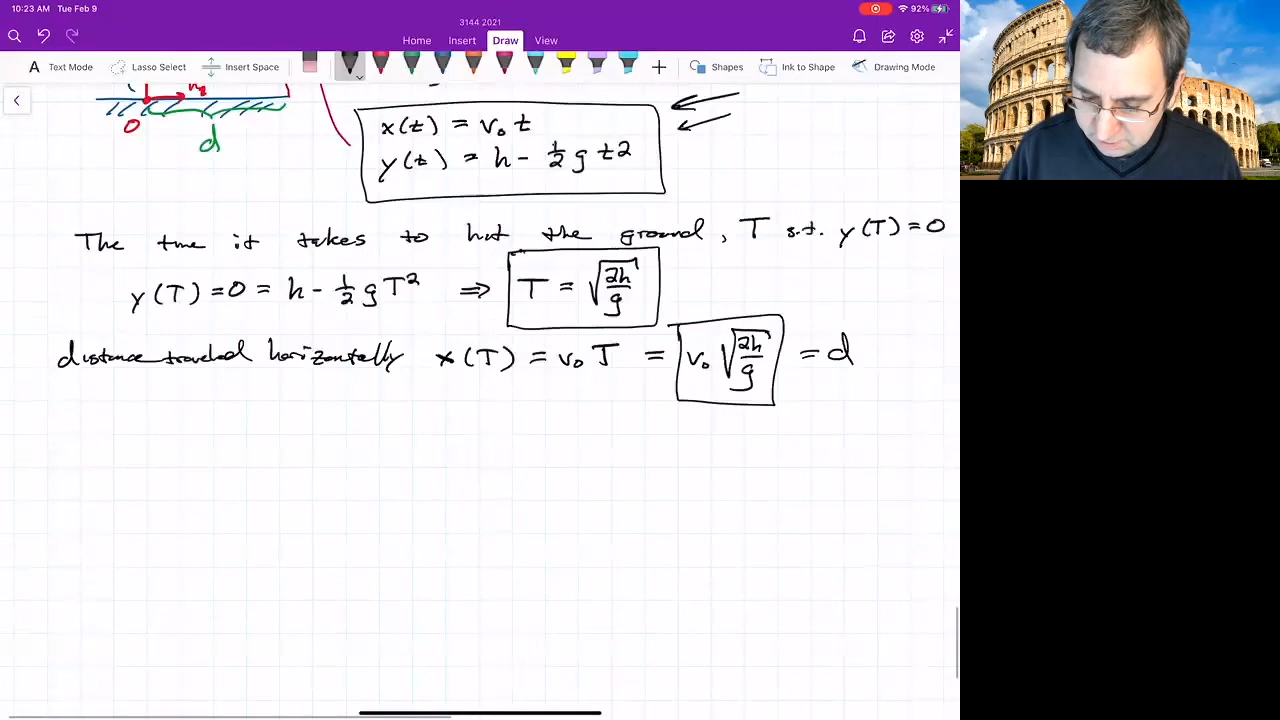 10:23 AM Tue Feb 9
92%
3144 2021
Home Insert Draw View
Text Mode Lasso Select Insert Space Shapes Ink to Shape Drawing Mode
O
d
x(t) = v₀ t
y(t) = h - ½ g t2
The time it takes to hit the ground, T s.t. y(T) = 0
y(T) = 0 = h - ½ g T² ⇒ T = √(2h/g)
distance traveled horizontally x(T) = v₀ T = v₀ √(2h/g) = d